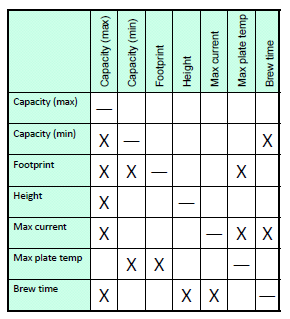 Capacity (max)
Capacity (min)
Footprint
Height
Max current
Max plate temp
Brew time
Capacity (max) —
Capacity (min) X — X
Footprint X X — X
Height X —
Max current X — X X
Max plate temp X X —
Brew time X X X —